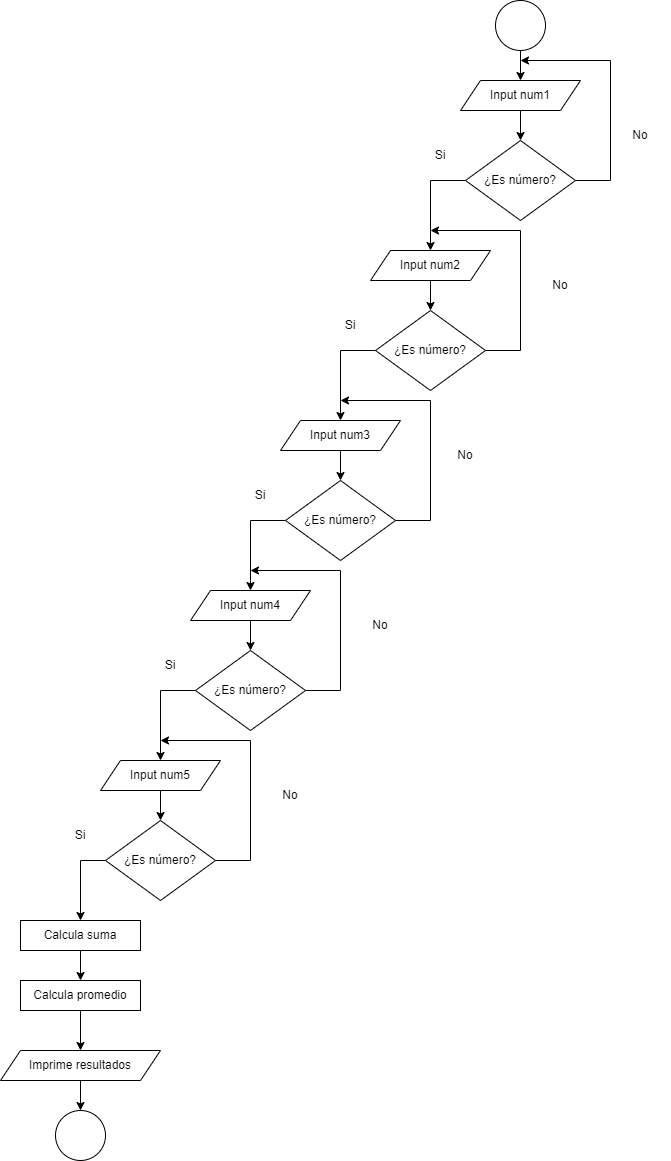 Input num1
No
Si
¿Es número?
Input num2
No
Si
¿Es número?
Input num3
No
Si
¿Es número?
Input num4
No
Si
¿Es número?
Input num5
No
Si
¿Es número?
Calcula suma
Calcula promedio
Imprime resultados